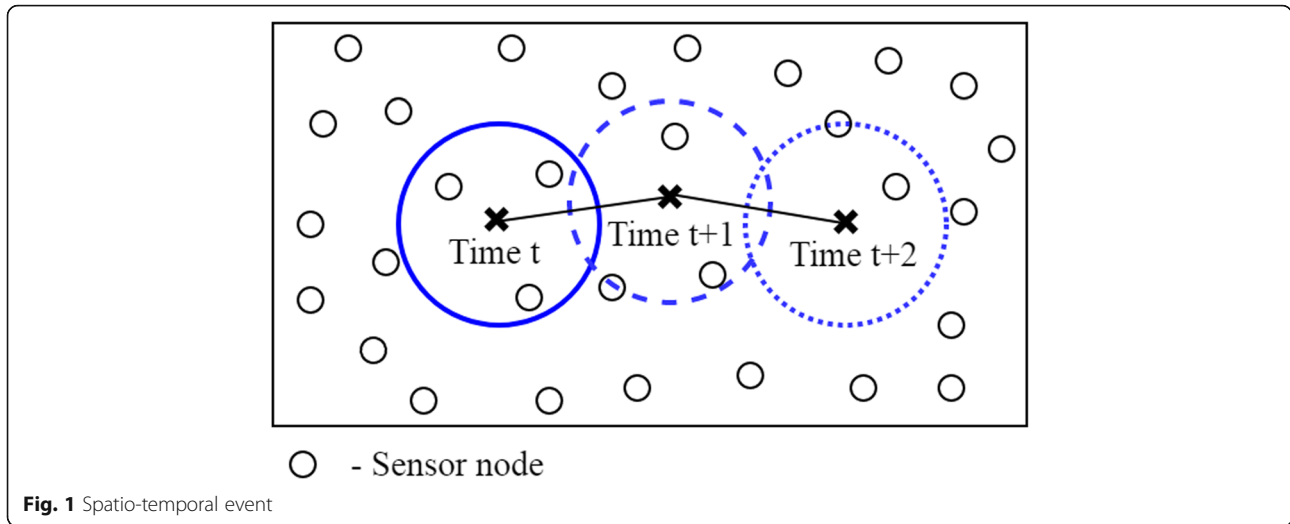 Time t
Time t+1
Time t+2
- Sensor node
Fig. 1 Spatio-temporal event